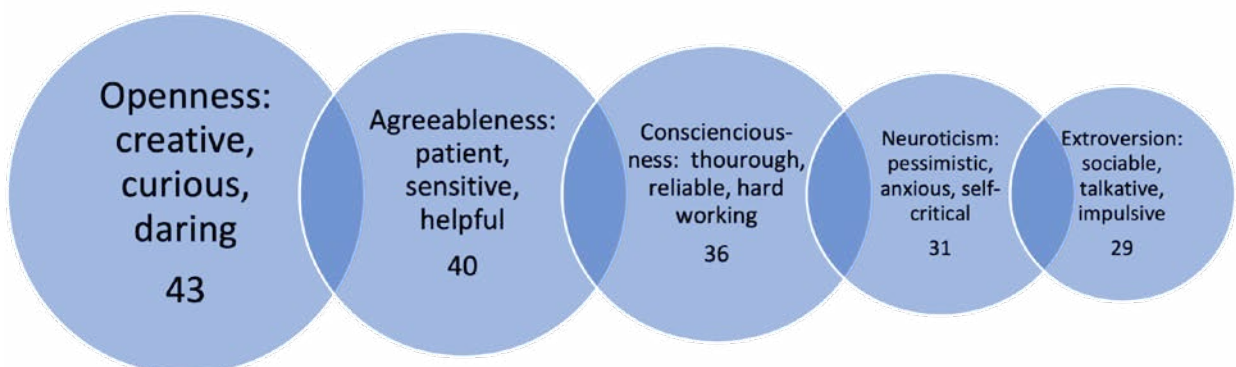 Openness:
creative,
curious,
daring
43
Agreeableness:
patient,
sensitive,
helpful
40
Consciencious-
ness:  thourough,
reliable, hard
working
36
Neuroticism:
pessimistic,
anxious, self-
critical
31
Extroversion:
sociable,
talkative,
impulsive
29